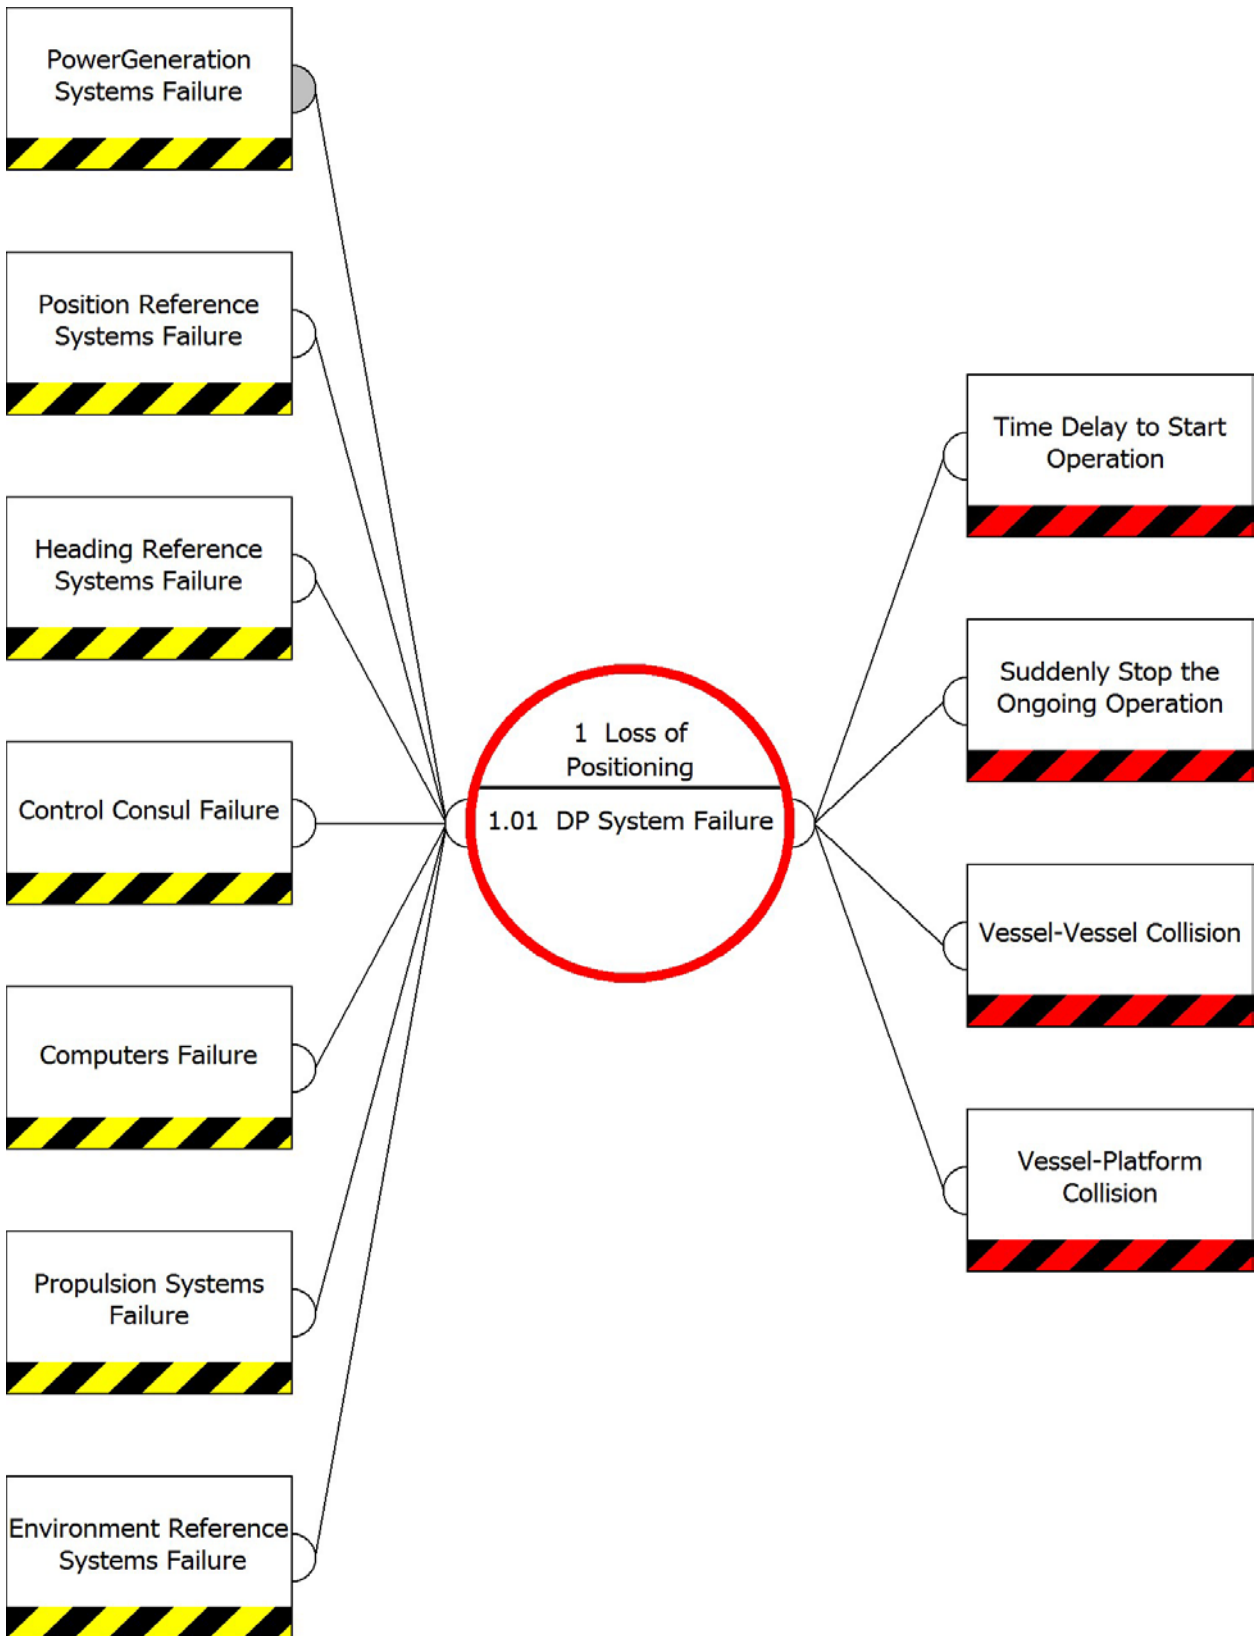 PowerGeneration
Systems Failure
Position Reference
Systems Failure
Heading Reference
Systems Failure
Control Consul Failure
Computers Failure
Propulsion Systems
Failure
Environment Reference
Systems Failure
1 Loss of
Positioning
1.01 DP System Failure
Time Delay to Start
Operation
Suddenly Stop the
Ongoing Operation
Vessel-Vessel Collision
Vessel-Platform
Collision